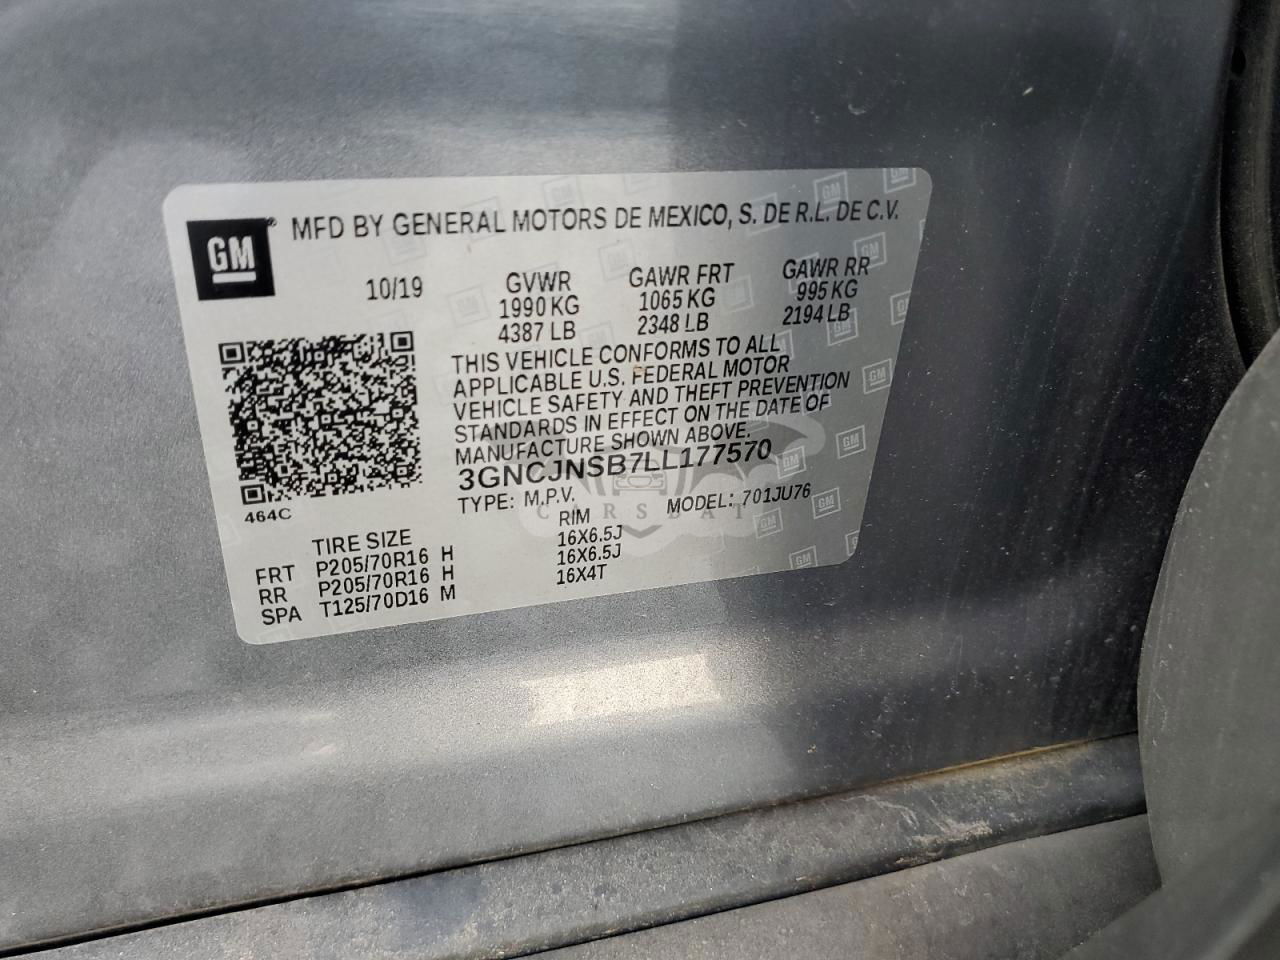 GM
MFD BY GENERAL MOTORS DE MEXICO, S. DE R.L. DE C.V.
10/19 GVWR GAWR FRT GAWR RR
1990 KG 1065 KG 995 KG
4387 LB 2348 LB 2194 LB
THIS VEHICLE CONFORMS TO ALL
APPLICABLE U.S. FEDERAL MOTOR
VEHICLE SAFETY AND THEFT PREVENTION
STANDARDS IN EFFECT ON THE DATE OF
MANUFACTURE SHOWN ABOVE.
3GNCJNSB7LL177570
TYPE: M.P.V. MODEL: 701JU76
464C
CARSDAT
TIRE SIZE RIM
FRT P205/70R16 H 16X6.5J
RR P205/70R16 H 16X6.5J
SPA T125/70D16 M 16X4T